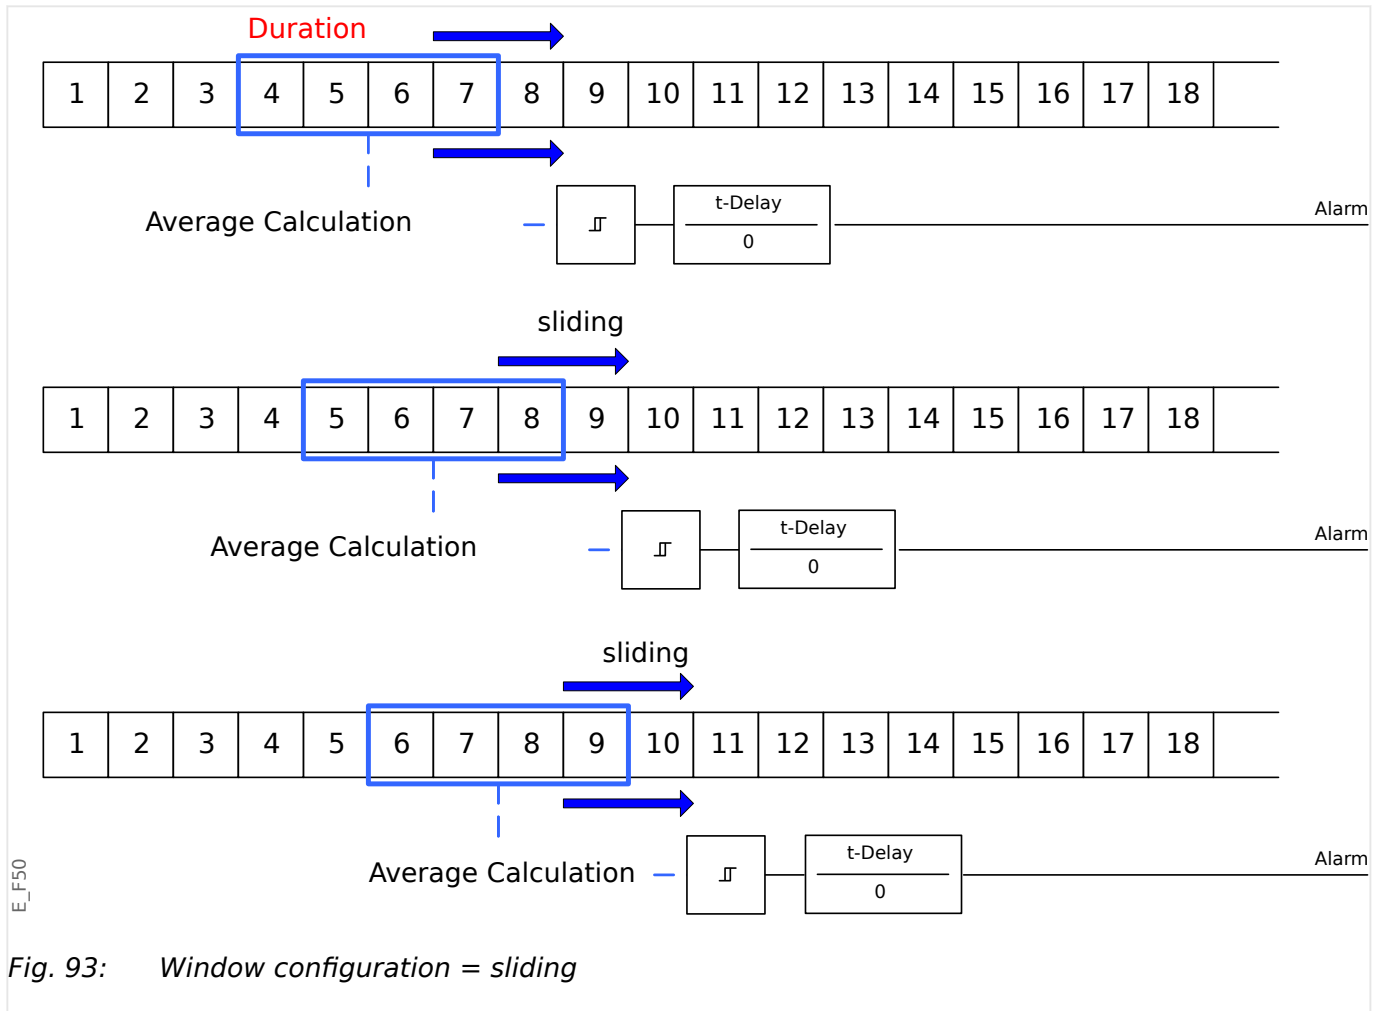 Duration
1 2 3 4 5 6 7 8 9 10 11 12 13 14 15 16 17 18
Average Calculation
t-Delay
0
Alarm
sliding
1 2 3 4 5 6 7 8 9 10 11 12 13 14 15 16 17 18
Average Calculation
t-Delay
0
Alarm
sliding
1 2 3 4 5 6 7 8 9 10 11 12 13 14 15 16 17 18
Average Calculation
t-Delay
0
Alarm
E_F50
Fig. 93: Window configuration = sliding